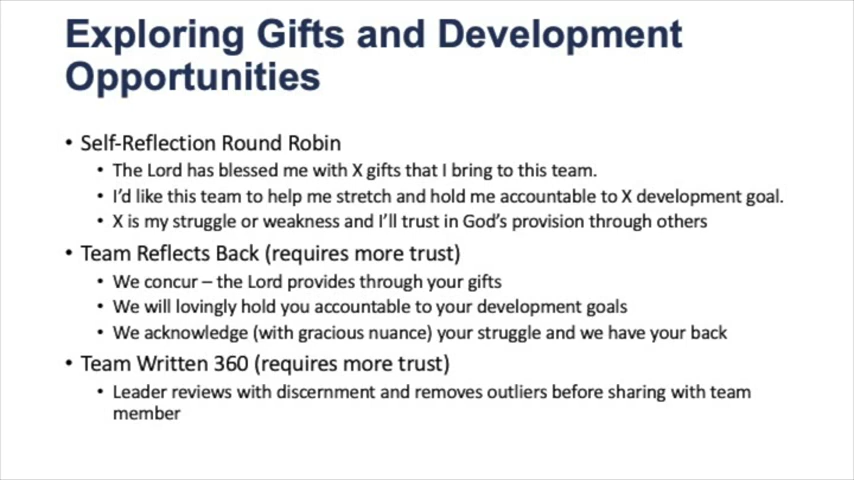 Exploring Gifts and Development
Opportunities
• Self-Reflection Round Robin
• The Lord has blessed me with X gifts that I bring to this team.
• I'd like this team to help me stretch and hold me accountable to X development goal.
• X is my struggle or weakness and I'll trust in God's provision through others
• Team Reflects Back (requires more trust)
• We concur – the Lord provides through your gifts
• We will lovingly hold you accountable to your development goals
• We acknowledge (with gracious nuance) your struggle and we have your back
• Team Written 360 (requires more trust)
• Leader reviews with discernment and removes outliers before sharing with team
member